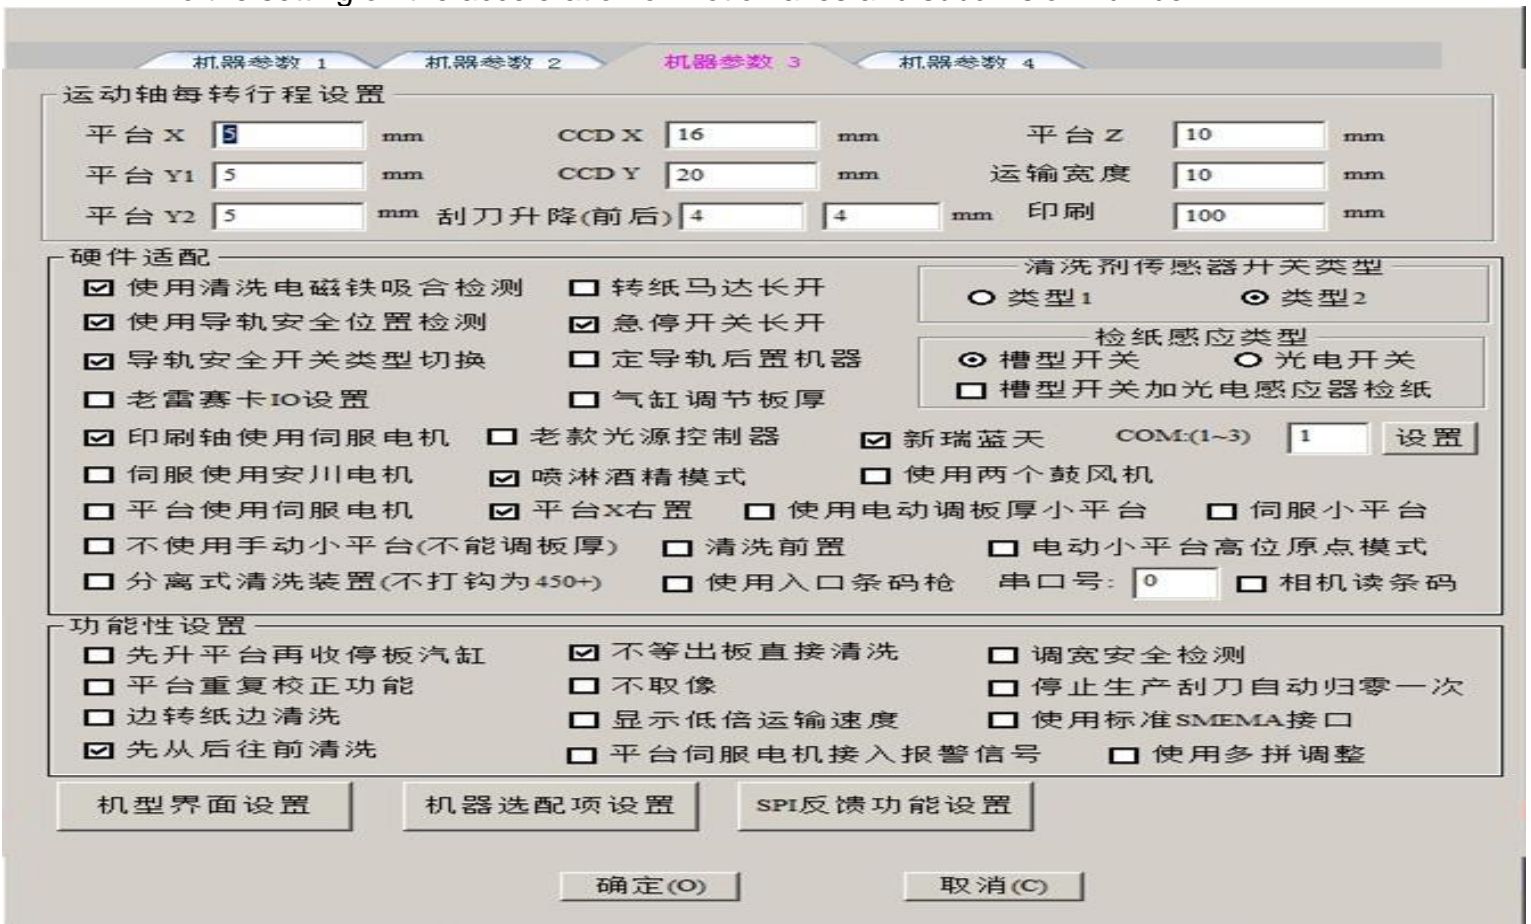 机器参数 1 机器参数 2 机器参数 3 机器参数 4
运动轴每转行程设置
平台 X 5 mm CCD X 16 mm 平台 Z 10 mm
平台 Y1 5 mm CCD Y 20 mm 运输宽度 10 mm
平台 Y2 5 mm 刮刀升降(前后) 4 4 mm 印刷 100 mm
硬件适配
清洗剂传感器开关类型
使用清洗电磁铁吸合检测 转纸马达长开 类型1 类型2
使用导轨安全位置检测 急停开关长开
检纸感应类型
导轨安全开关类型切换 定导轨后置机器 槽型开关 光电开关
老雷赛卡IO设置 气缸调节板厚 槽型开关加光电感应器检纸
印刷轴使用伺服电机 老款光源控制器 新瑞蓝天 COM:(1~3) 1 设置
伺服使用安川电机 喷淋酒精模式 使用两个鼓风机
平台使用伺服电机 平台X右置 使用电动调板厚小平台 伺服小平台
不使用手动小平台(不能调板厚) 清洗前置 电动小平台高位原点模式
分离式清洗装置(不打钩为450+) 使用入口条码枪 串口号: 0 相机读条码
功能性设置
先升平台再收停板汽缸 不等出板直接清洗 调宽安全检测
平台重复校正功能 不取像 停止生产刮刀自动归零一次
边转纸边清洗 显示低倍运输速度 使用标准SMEMA接口
先从后往前清洗 平台伺服电机接入报警信号 使用多拼调整
机型界面设置 机器选配项设置 SPI反馈功能设置
确定(O) 取消(C)